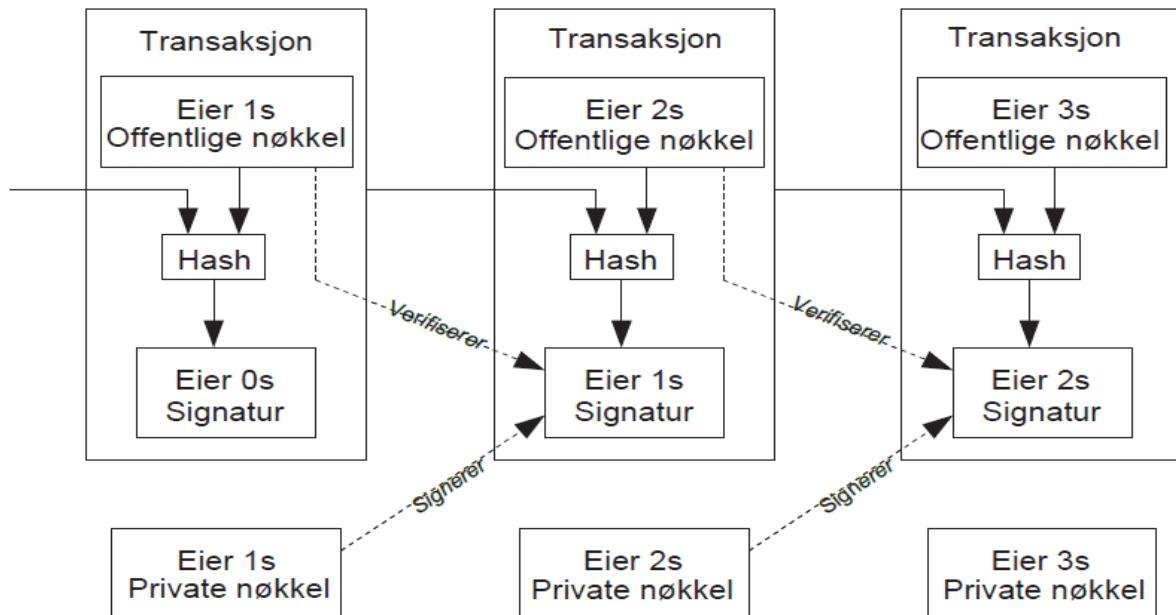 Transaksjon
Eier 1s
Offentlige nøkkel
Hash
Eier 0s
Signatur
Transaksjon
Eier 2s
Offentlige nøkkel
Hash
Verifiserer
Eier 1s
Signatur
Signerer
Transaksjon
Eier 3s
Offentlige nøkkel
Hash
Verifiserer
Eier 2s
Signatur
Signerer
Eier 1s
Private nøkkel
Eier 2s
Private nøkkel
Eier 3s
Private nøkkel